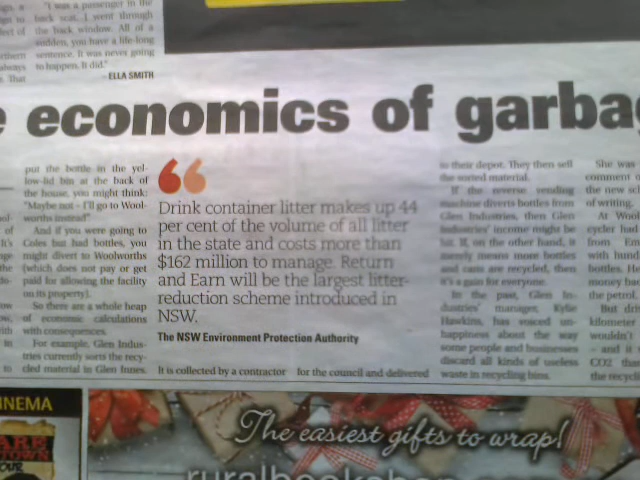 "I was a passenger in the
back seat. I went through
the back window. All of a
sudden, you have a life-long
sentence. It was never going
to happen. It did."
- ELLA SMITH
economics of garba
put the bottle in the yel-
low-lid bin at the back of
the house, you might think:
"Maybe not - I'll go to Wool-
worths instead"
And if you were going to
Coles but had bottles, you
might divert to Woolworths
(which does not pay or get
paid for allowing the facility
on its property).
So there are a whole heap
of economic calculations
with consequences.
For example, Glen Indus-
tries currently sorts the recy-
cled material in Glen Innes.
Drink container litter makes up 44
per cent of the volume of all litter
in the state and costs more than
$162 million to manage. Return
and Earn will be the largest litter-
reduction scheme introduced in
NSW.
The NSW Environment Protection Authority
It is collected by a contractor
for the council and delivered
to their depot. They then sell
the sorted material.
If the reverse vending
machine diverts bottles from
Glen Industries, then Glen
Industries' income might be
hit. If, on the other hand, it
merely means more bottles
and cans are recycled, then
it's a gain for everyone.
In the past, Glen In-
dustries' manager, Kylie
Hawkins, has voiced un-
happiness about the way
some people and businesses
discard all kinds of useless
waste in recycling bins.
She was
comment o
the new s
of writing.
At Woo
cycler had
from En
with hund
bottles. H
money bac
the petrol
But dri
kilometer
wouldn't
- and it
CO2 tha
the recycli
INEMA
The easiest gifts to wrap!